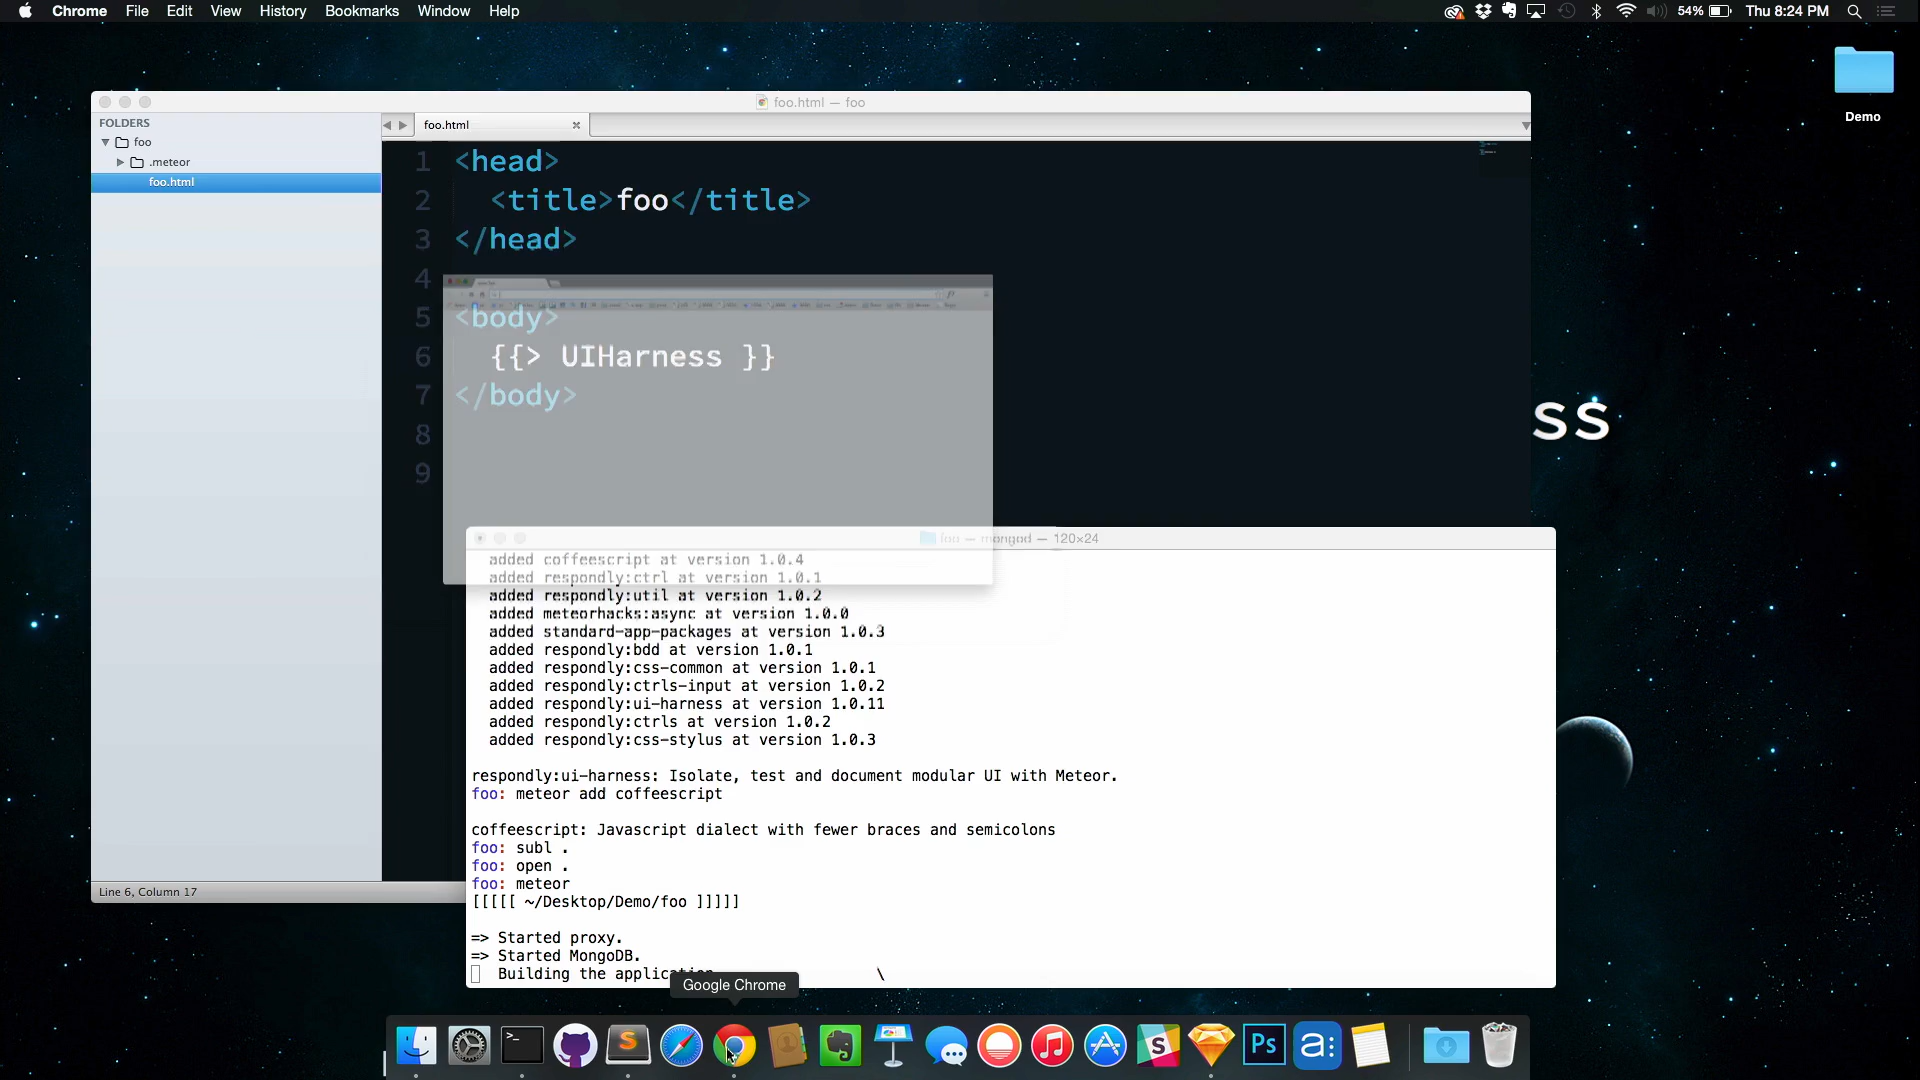 Chrome File Edit View History Bookmarks Window Help
54% Thu 8:24 PM
Demo
foo.html — foo
FOLDERS
foo
.meteor
foo.html
foo.html
1 <head>
2 <title>foo</title>
3 </head>
4
5 <body>
6 {{> UIHarness }}
7 </body>
8
9
ss
Line 6, Column 17
foo — mongod — 120×24
added coffeescript at version 1.0.4
added respondly:ctrl at version 1.0.1
added respondly:util at version 1.0.2
added meteorhacks:async at version 1.0.0
added standard-app-packages at version 1.0.3
added respondly:bdd at version 1.0.1
added respondly:css-common at version 1.0.1
added respondly:ctrls-input at version 1.0.2
added respondly:ui-harness at version 1.0.11
added respondly:ctrls at version 1.0.2
added respondly:css-stylus at version 1.0.3
respondly:ui-harness: Isolate, test and document modular UI with Meteor.
foo: meteor add coffeescript
coffeescript: Javascript dialect with fewer braces and semicolons
foo: subl .
foo: open .
foo: meteor
[[[[[ ~/Desktop/Demo/foo ]]]]]
=> Started proxy.
=> Started MongoDB.
Building the application \
Google Chrome
>_
S
S
Ps
a: